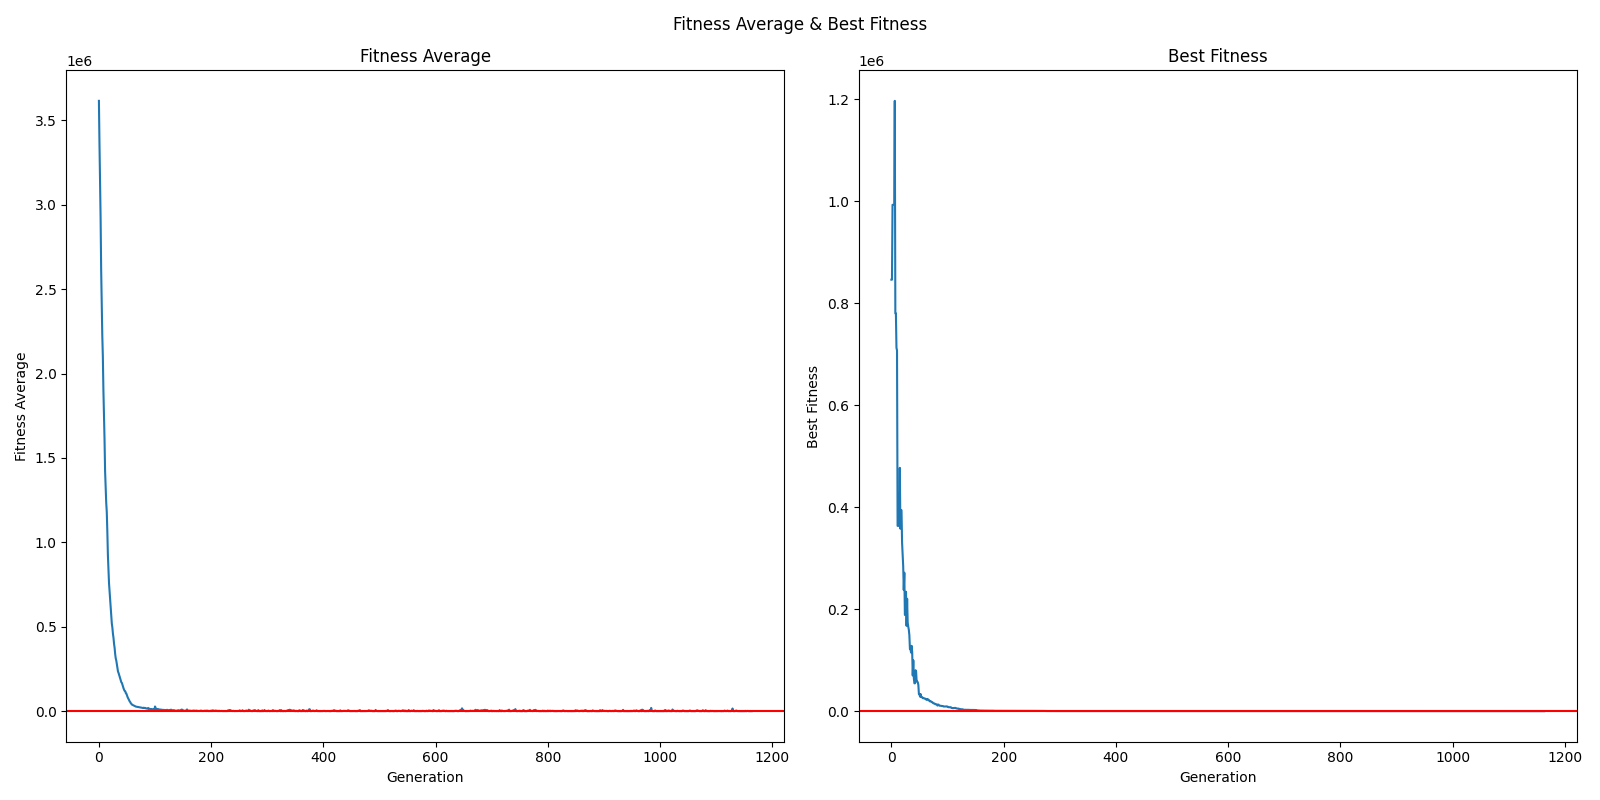 Fitness Average & Best Fitness
Fitness Average
1e6
3.5
3.0
2.5
2.0
1.5
1.0
0.5
0.0
Fitness Average
0 200 400 600 800 1000 1200
Generation
Best Fitness
1e6
1.2
1.0
0.8
0.6
0.4
0.2
0.0
Best Fitness
0 200 400 600 800 1000 1200
Generation